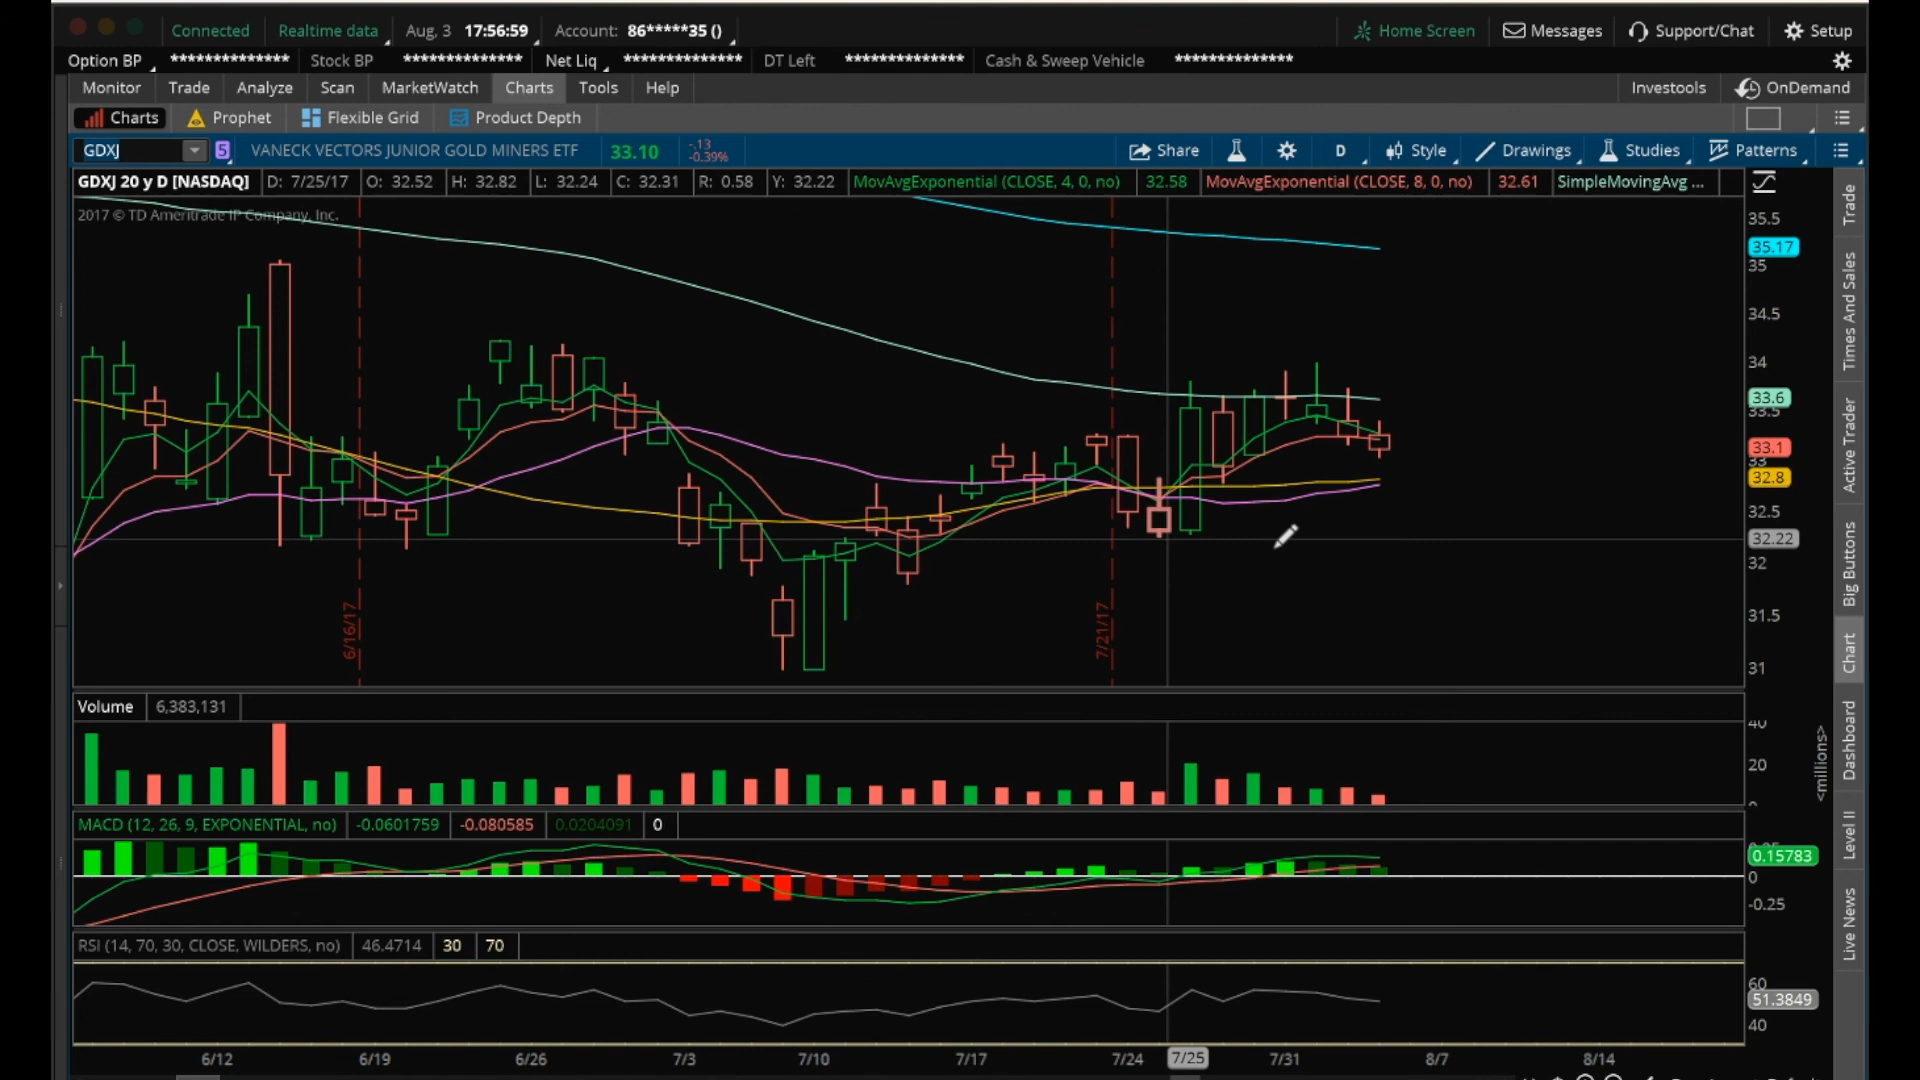 Connected Realtime data Aug, 3 17:56:59 Account: 86*****35 () Home Screen Messages Support/Chat Setup
Option BP ************** Stock BP ************** Net Liq ************** DT Left ************** Cash & Sweep Vehicle **************
Monitor Trade Analyze Scan MarketWatch Charts Tools Help Investools OnDemand
Charts Prophet Flexible Grid Product Depth
GDXJ 5 VANECK VECTORS JUNIOR GOLD MINERS ETF 33.10 -.13 -0.39% Share D Style Drawings Studies Patterns
GDXJ 20 y D [NASDAQ] D: 7/25/17 O: 32.52 H: 32.82 L: 32.24 C: 32.31 R: 0.58 Y: 32.22 MovAvgExponential (CLOSE, 4, 0, no) 32.58 MovAvgExponential (CLOSE, 8, 0, no) 32.61 SimpleMovingAvg ...
2017 © TD Ameritrade IP Company, Inc.
35.5
35.17
35
34.5
34
33.6
33.5
33.1
33
32.8
32.5
32.22
32
31.5
31
6/16/17
7/21/17
Volume 6,383,131
40
20
<millions>
MACD (12, 26, 9, EXPONENTIAL, no) -0.0601759 -0.080585 0.0204091 0
0.15783
0
-0.25
RSI (14, 70, 30, CLOSE, WILDERS, no) 46.4714 30 70
60
51.3849
40
6/12 6/19 6/26 7/3 7/10 7/17 7/24 7/25 7/31 8/7 8/14
Trade
Times And Sales
Active Trader
Big Buttons
Chart
Dashboard
Level II
Live News